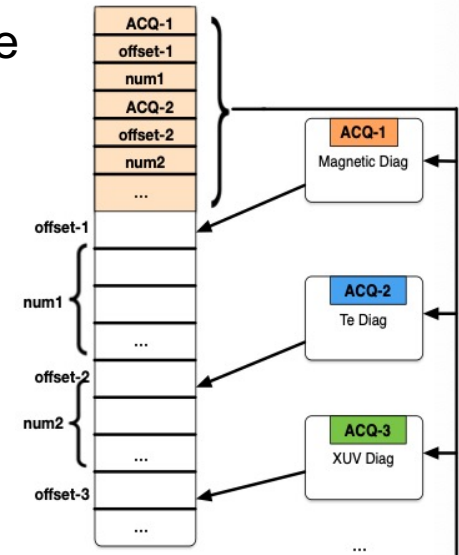 e
ACQ-1
offset-1
num1
ACQ-2
offset-2
num2
...
offset-1
num1
...
offset-2
num2
...
offset-3
...
ACQ-1
Magnetic Diag
ACQ-2
Te Diag
ACQ-3
XUV Diag
...